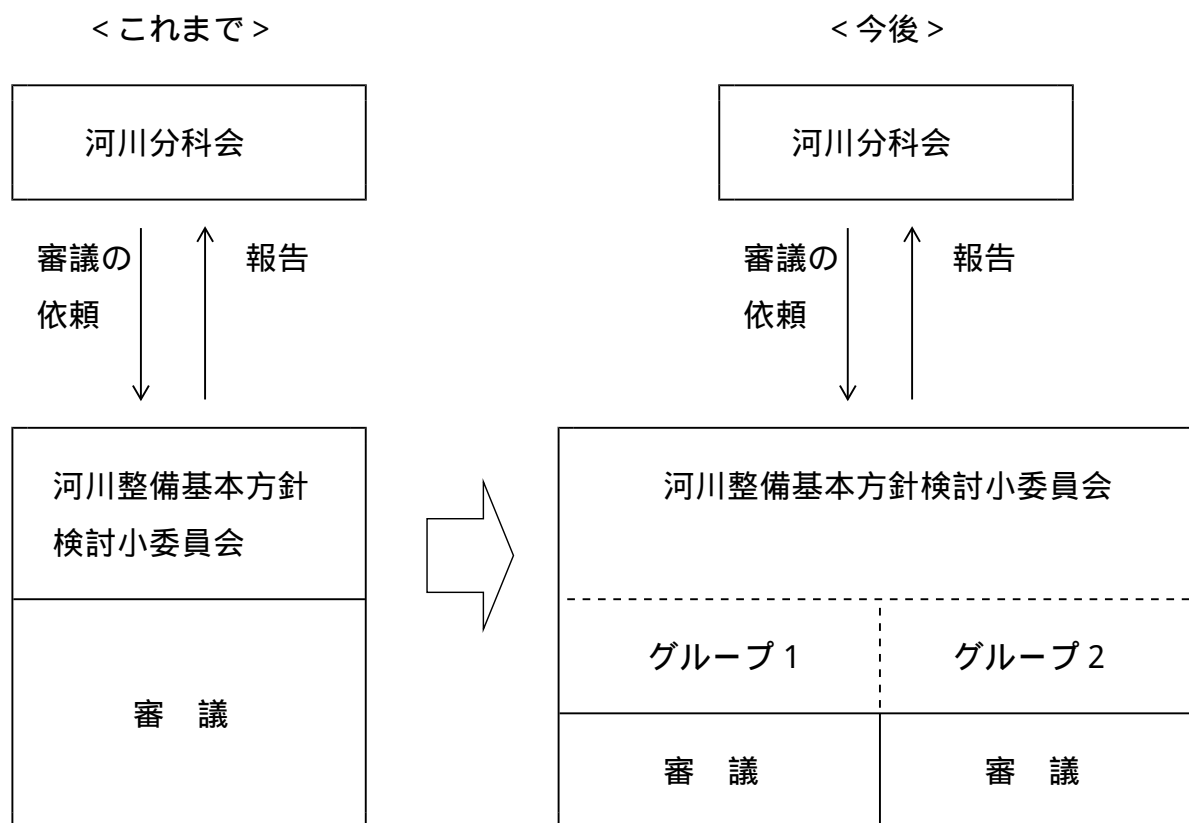 ＜これまで＞
河川分科会
審議の
依頼
報告
河川整備基本方針
検討小委員会
審　議
＜今後＞
河川分科会
審議の
依頼
報告
河川整備基本方針検討小委員会
グループ１
グループ２
審　議
審　議